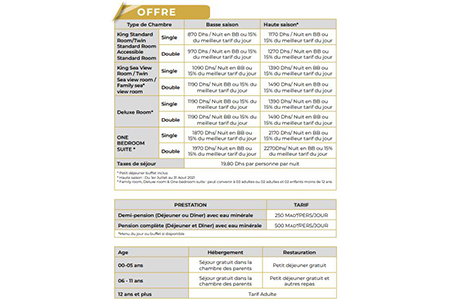 OFFRE
Type de Chambre Basse saison Haute saison*
King Standard Room/Twin Standard Room Accessible Standard Room
Single 870 Dhs / Nuit en BB ou 15% du meilleur tarif du jour 1170 Dhs/ Nuit en BB ou 15% du meilleur tarif du jour
Double 970 Dhs/ Nuit en BB ou 15% du meilleur tarif du jour 1270 Dhs/ Nuit en BB ou 15% du meilleur tarif du jour
King Sea View Room / Twin Sea view room / Family sea* view room
Single 1090 Dhs/ Nuit en BB ou 15% du meilleur tarif du jour 1390 Dhs/ Nuit en BB ou 15% du meilleur tarif du jour
Double 1190 Dhs/ Nuit en BB ou 15% du meilleur tarif du jour 1490 Dhs/ Nuit en BB ou 15% du meilleur tarif du jour
Deluxe Room*
Single 1190 Dhs/ Nuit en BB ou 15% du meilleur tarif du jour 1390 Dhs/ Nuit en BB ou 15% du meilleur tarif du jour
Double 1190 Dhs/ Nuit en BB ou 15% du meilleur tarif du jour 1490 Dhs/ Nuit en BB ou 15% du meilleur tarif du jour
ONE BEDROOM SUITE *
Single 1870 Dhs/ Nuit en BB ou 15% du meilleur tarif du jour 2170 Dhs/ Nuit en BB ou 15% du meilleur tarif du jour
Double 1970 Dhs/ Nuit en BB ou 15% du meilleur tarif du jour 2270Dhs/ Nuit en BB ou 15% du meilleur tarif du jour
Taxes de séjour 19,80 Dhs par personne par nuit
* Petit déjeuner buffet inclus
* Haute saison : Du 1er Juillet au 31 Aout 2021
* Family room, Deluxe room & One bedroom suite : peut convenir à 02 adultes ou 02 adultes et 02 enfants moins de 12 ans
PRESTATION TARIF
Demi-pension (Déjeuner ou Dîner) avec eau minérale 250 MAD/PERS/JOUR
Pension complète (Déjeuner et Dîner) avec eau minérale 500 MAD/PERS/JOUR
*Menu du jour ou buffet si disponible
Age Hébergement Restauration
00-05 ans Séjour gratuit dans la chambre des parents Petit déjeuner gratuit
06 - 11 ans Séjour gratuit dans la chambre des parents Petit déjeuner gratuit et autres repas
12 ans et plus Tarif Adulte